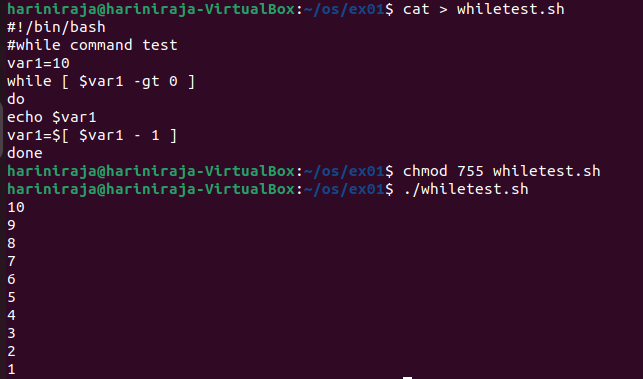 hariniraja@hariniraja-VirtualBox:~/os/ex01$ cat > whiletest.sh
#!/bin/bash
#while command test
var1=10
while [ $var1 -gt 0 ]
do
echo $var1
var1=$[ $var1 - 1 ]
done
hariniraja@hariniraja-VirtualBox:~/os/ex01$ chmod 755 whiletest.sh
hariniraja@hariniraja-VirtualBox:~/os/ex01$ ./whiletest.sh
10
9
8
7
6
5
4
3
2
1